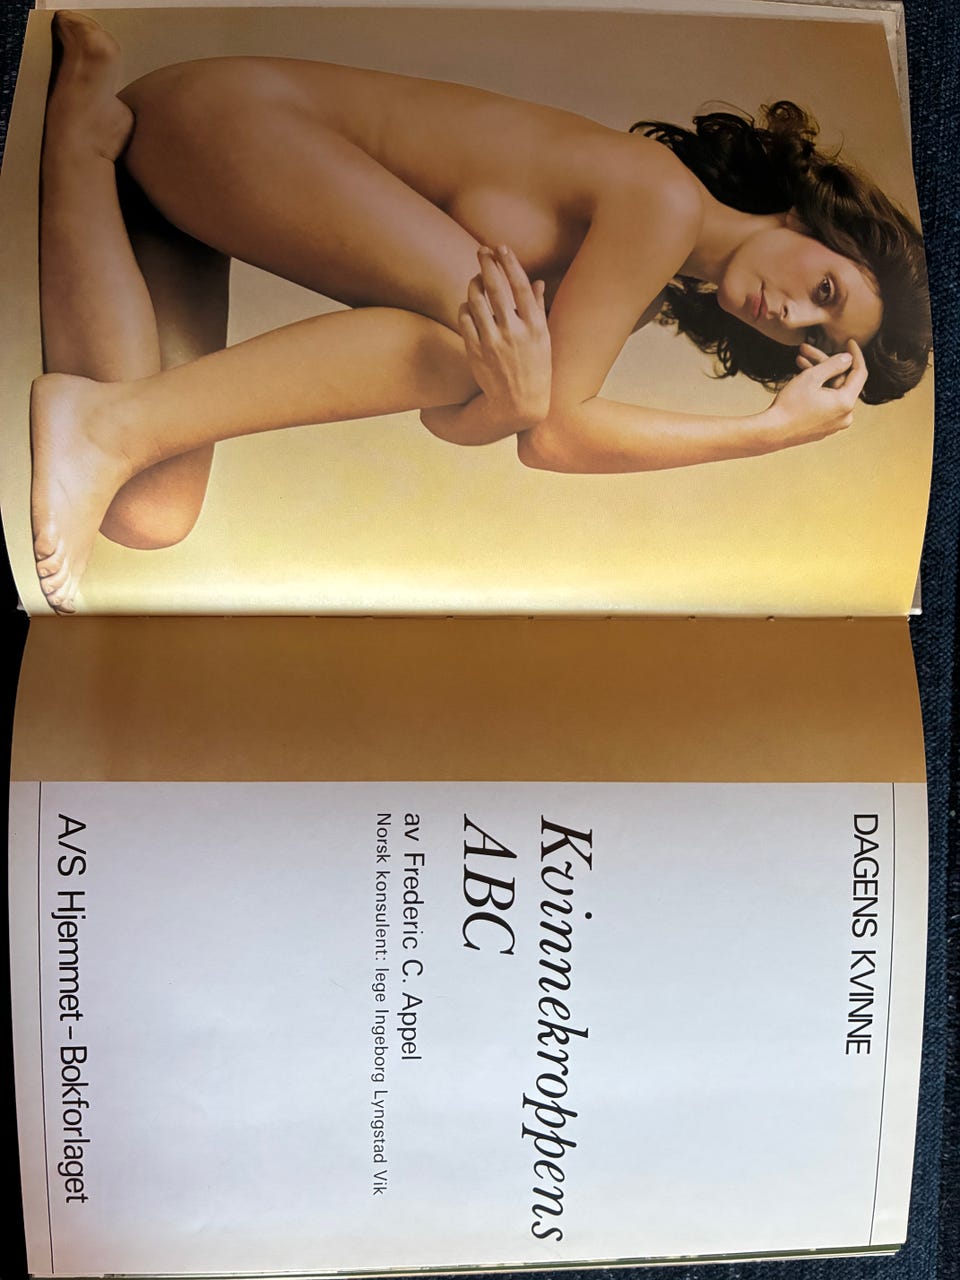 DAGENS KVINNE
Kvinnekroppens
ABC
av Frederic C. Appel
Norsk konsulent: lege Ingeborg Lyngstad Vik
A/S Hjemmet – Bokforlaget